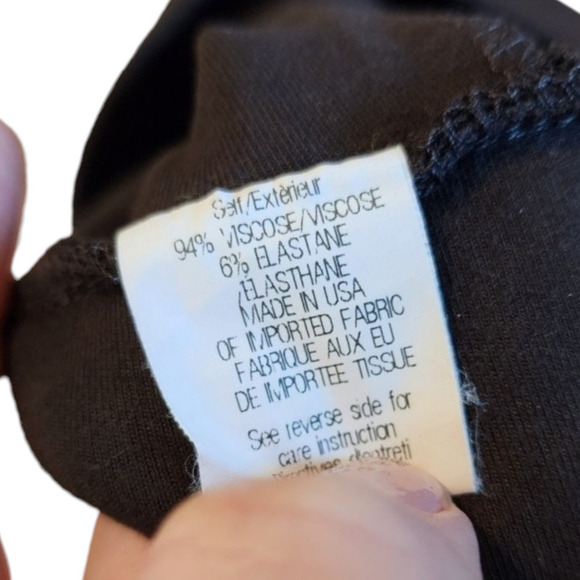 Self/Extérieur
94% VISCOSE/VISCOSE
6% ELASTANE
/ELASTHANE
MADE IN USA
OF IMPORTED FABRIC
FABRIQUE AUX EU
DE IMPORTEE TISSUE
See reverse side for
care instruction